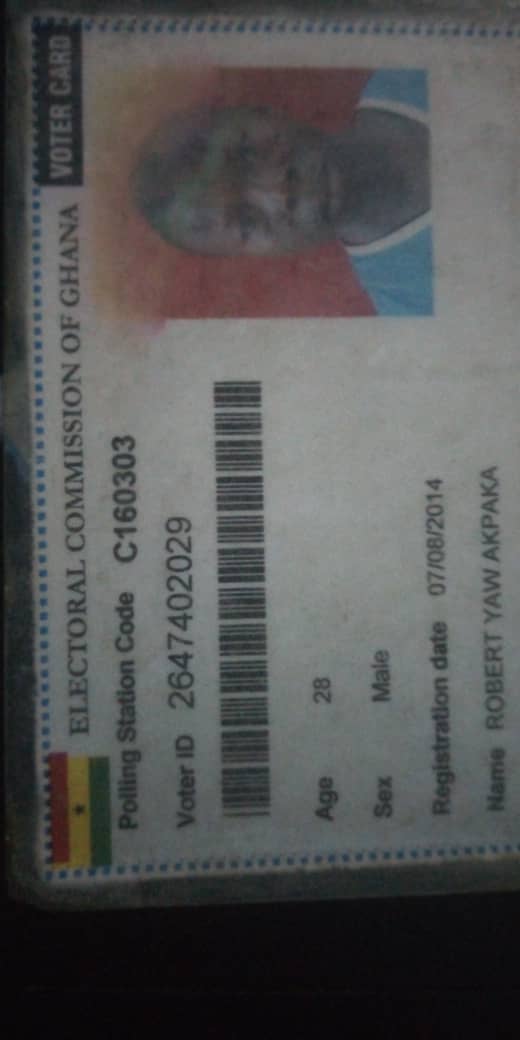 ELECTORAL COMMISSION OF GHANA VOTER CARD
Polling Station Code C160303
Voter ID 2647402029
Age 28
Sex Male
Registration date 07/08/2014
Name ROBERT YAW AKPAKA